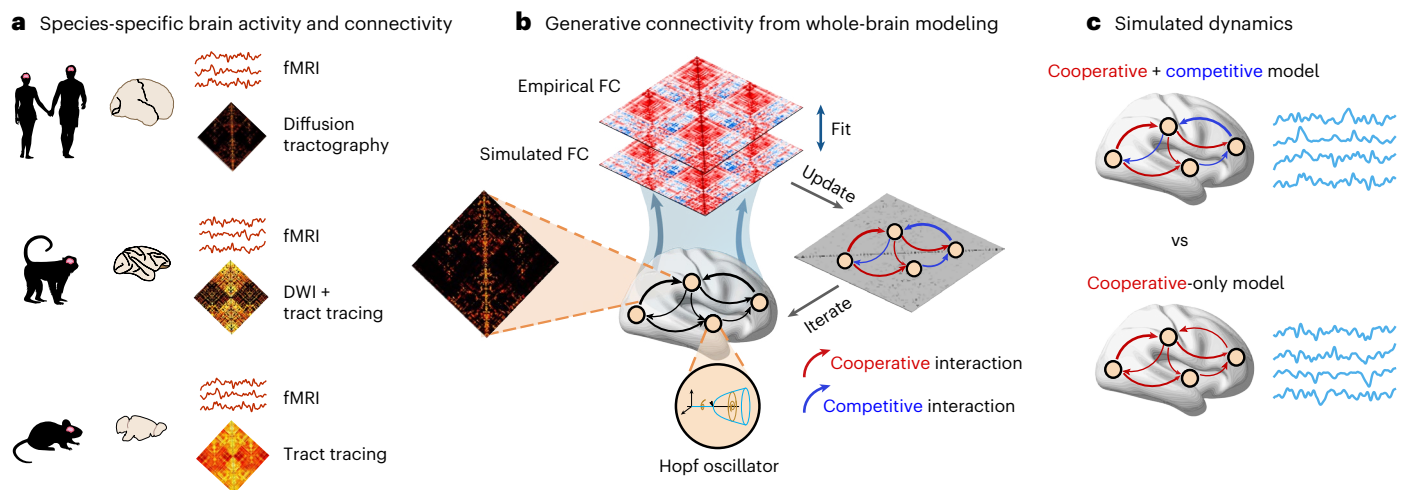 a Species-specific brain activity and connectivity
fMRI
Diffusion
tractography
fMRI
DWI +
tract tracing
fMRI
Tract tracing
b Generative connectivity from whole-brain modeling
Empirical FC
Simulated FC
Fit
Update
Iterate
Cooperative interaction
Competitive interaction
Hopf oscillator
c Simulated dynamics
Cooperative + competitive model
vs
Cooperative-only model